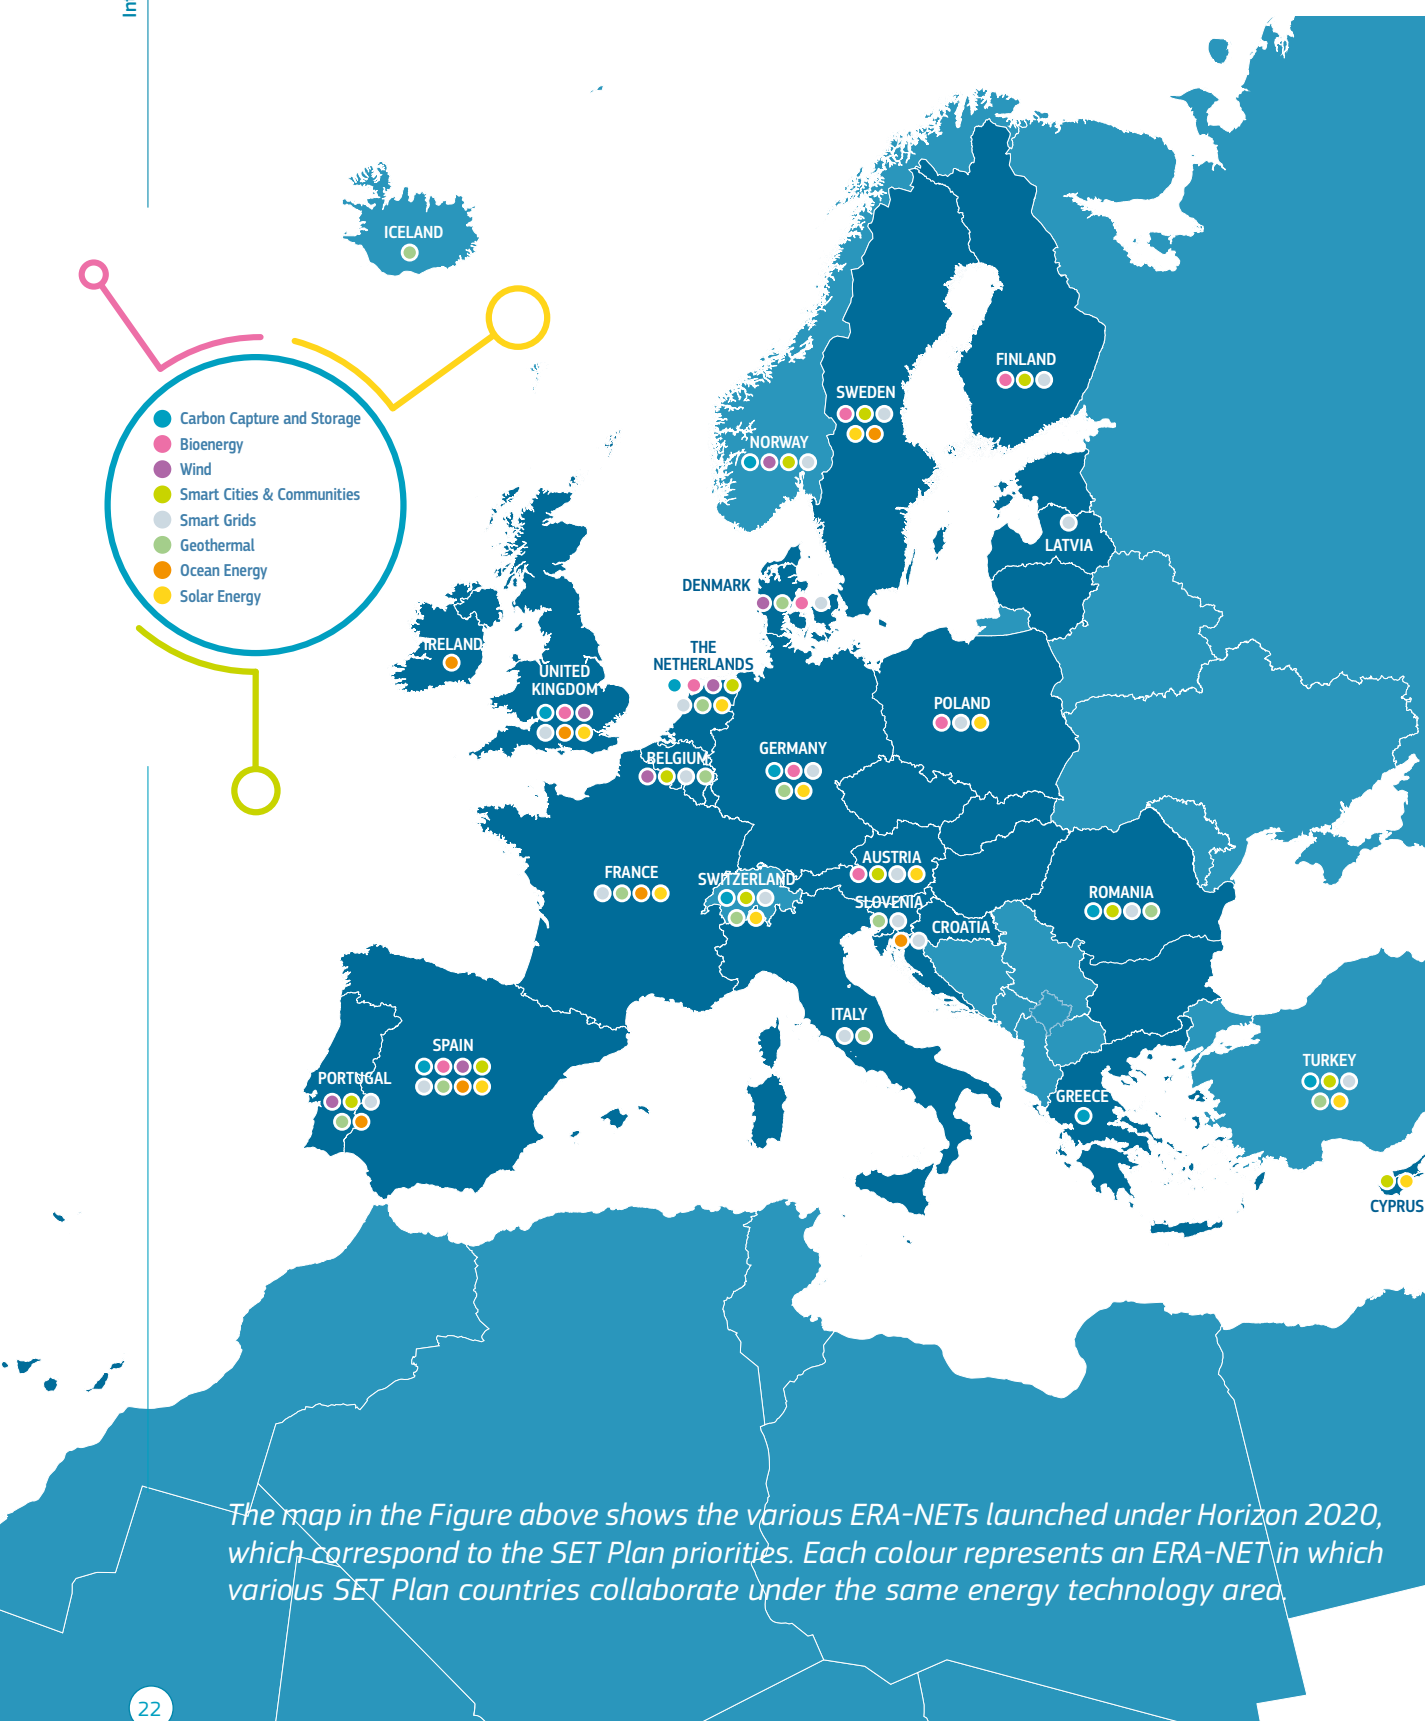 ICELAND
Carbon Capture and Storage
Bioenergy
Wind
Smart Cities & Communities
Smart Grids
Geothermal
Ocean Energy
Solar Energy
FINLAND
SWEDEN
NORWAY
LATVIA
DENMARK
IRELAND
THE
NETHERLANDS
UNITED
KINGDOM
POLAND
GERMANY
BELGIUM
AUSTRIA
FRANCE
SWITZERLAND
ROMANIA
SLOVENIA
CROATIA
ITALY
SPAIN
PORTUGAL
TURKEY
GREECE
CYPRUS
The map in the Figure above shows the various ERA-NETs launched under Horizon 2020,
which correspond to the SET Plan priorities. Each colour represents an ERA-NET in which
various SET Plan countries collaborate under the same energy technology area.
22